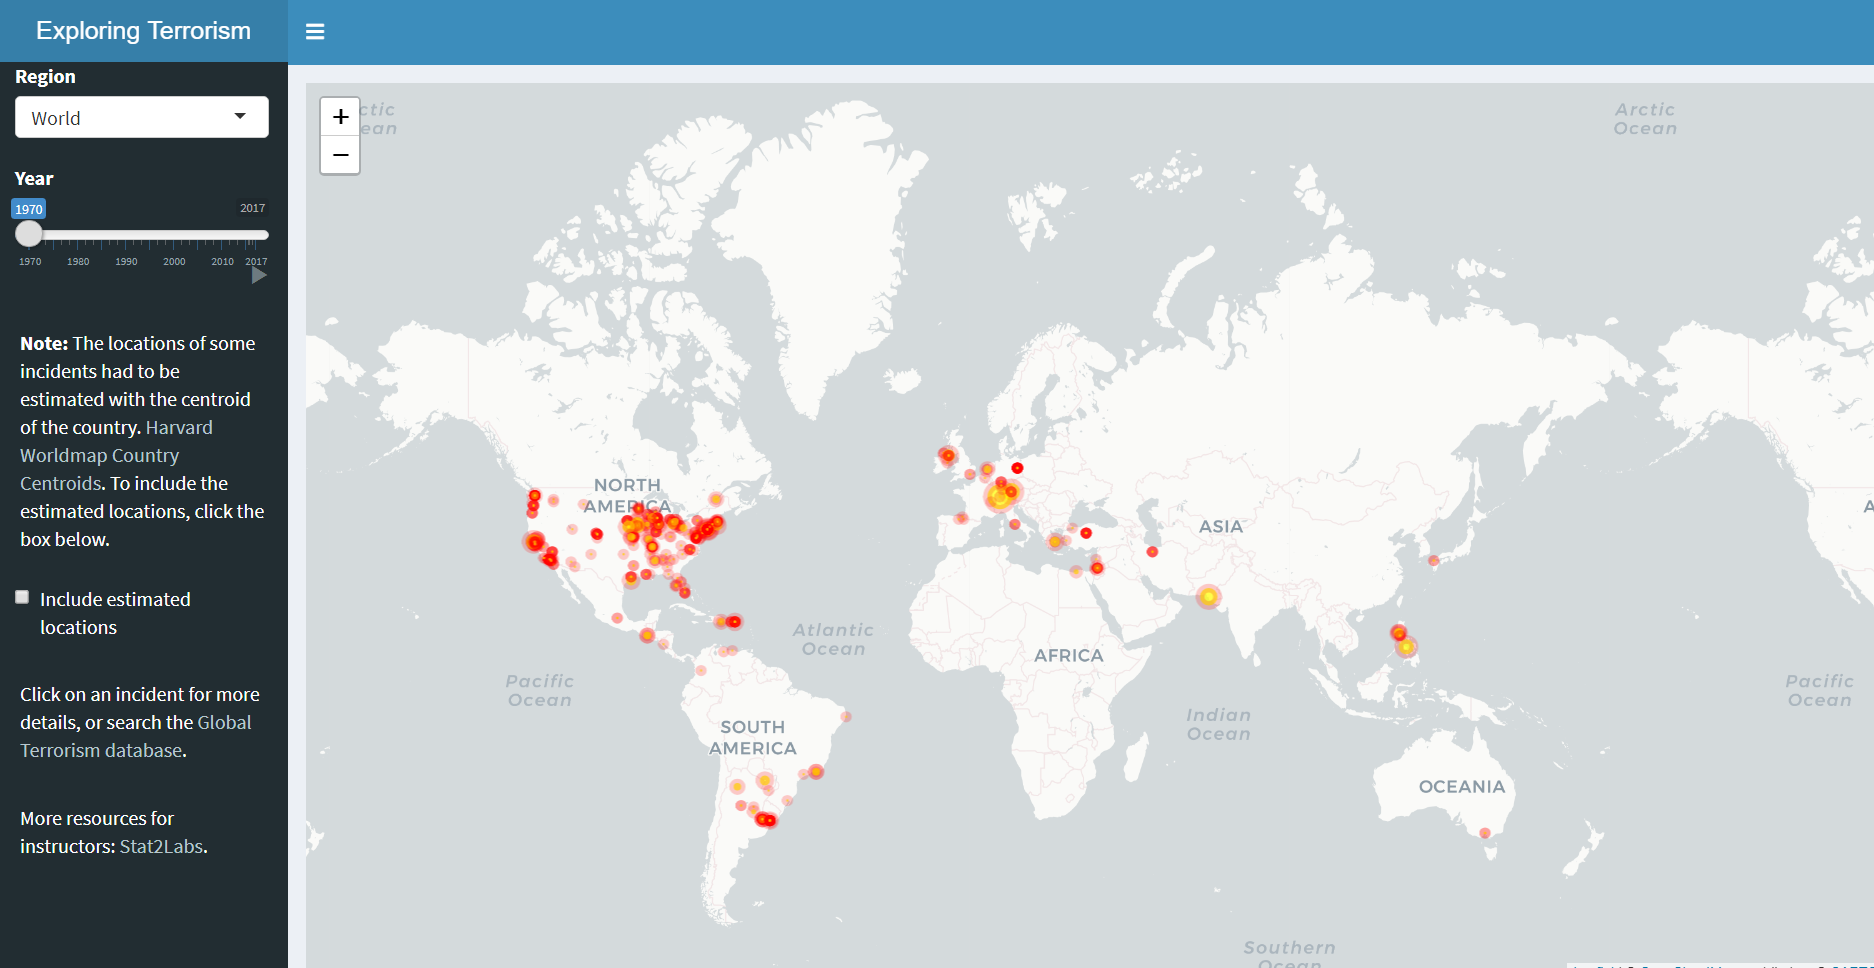 Exploring Terrorism
Region
World
Year
1970
2017
1970 1980 1990 2000 2010 2017
Note: The locations of some
incidents had to be
estimated with the centroid
of the country. Harvard
Worldmap Country
Centroids. To include the
estimated locations, click the
box below.
Include estimated
locations
Click on an incident for more
details, or search the Global
Terrorism database.
More resources for
instructors: Stat2Labs.
+
−
Arctic
Ocean
NORTH
AMERICA
ASIA
Atlantic
Ocean
AFRICA
Pacific
Ocean
Pacific
Ocean
Indian
Ocean
SOUTH
AMERICA
OCEANIA
Southern
Ocean